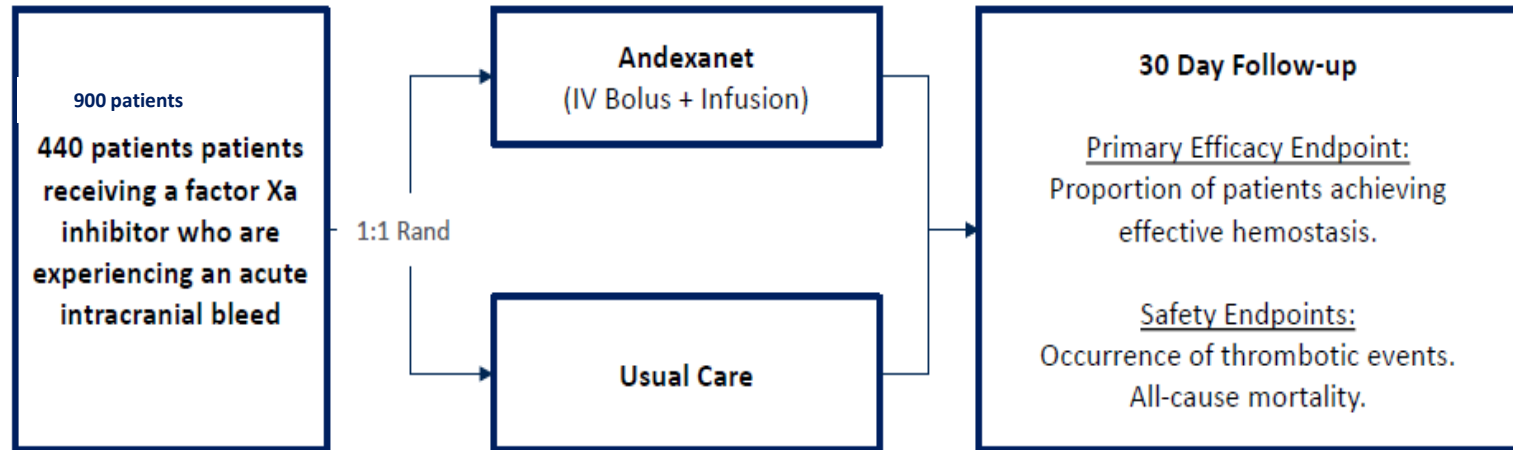 900 patients
440 patients patients
receiving a factor Xa
inhibitor who are
experiencing an acute
intracranial bleed
1:1 Rand
Andexanet
(IV Bolus + Infusion)
Usual Care
30 Day Follow-up
Primary Efficacy Endpoint:
Proportion of patients achieving
effective hemostasis.
Safety Endpoints:
Occurrence of thrombotic events.
All-cause mortality.